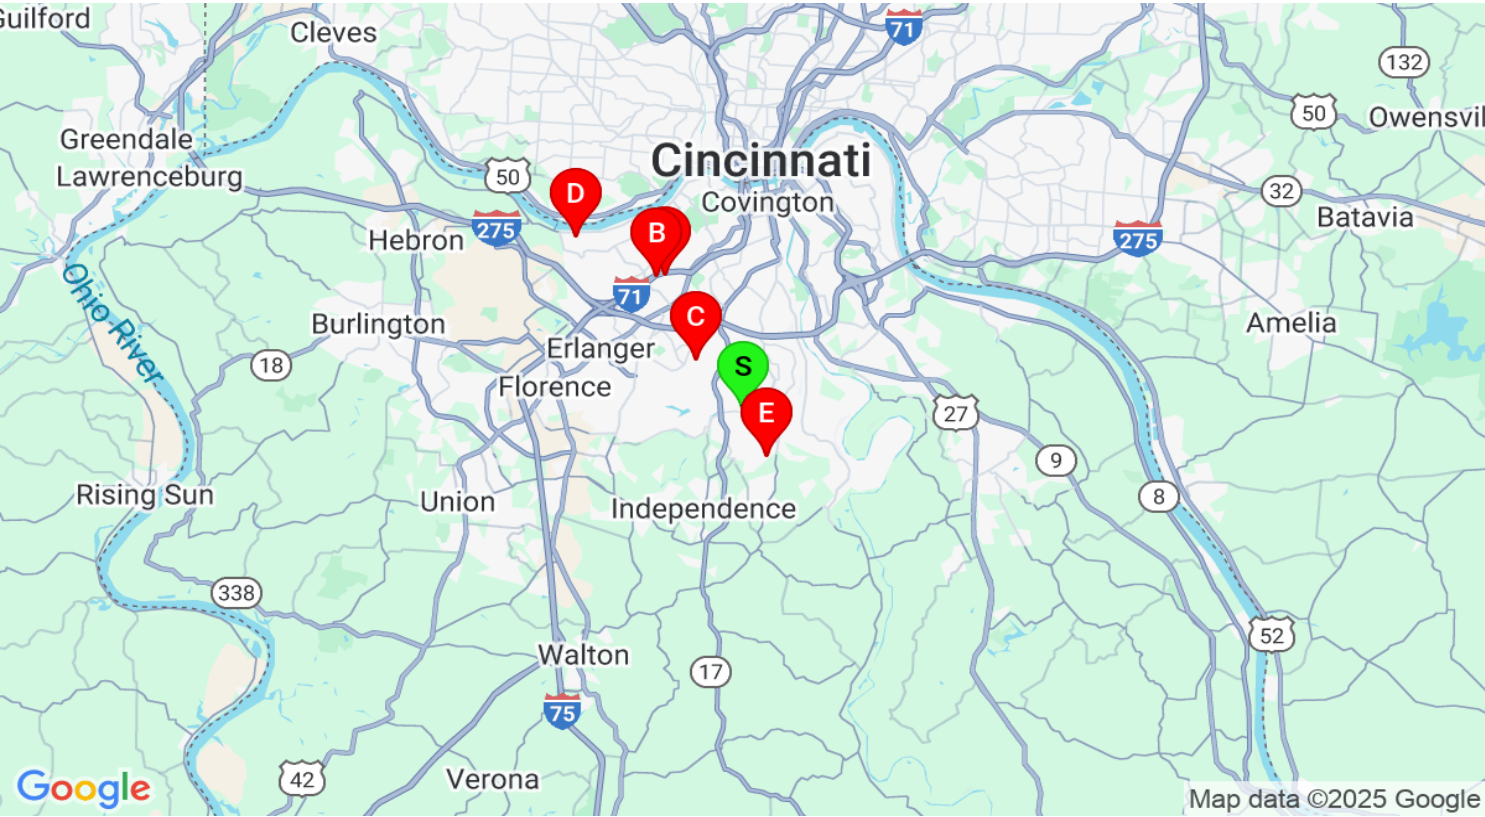 Guilford
Cleves
71
132
50
Owensvil
Greendale
Cincinnati
Lawrenceburg
50
D
32
Covington
Batavia
275
Hebron
B
275
Ohio River
71
C
Burlington
Amelia
Erlanger
18
S
Florence
E
27
9
Rising Sun
Union
Independence
8
338
52
Walton
17
75
42
Verona
Google
Map data ©2025 Google